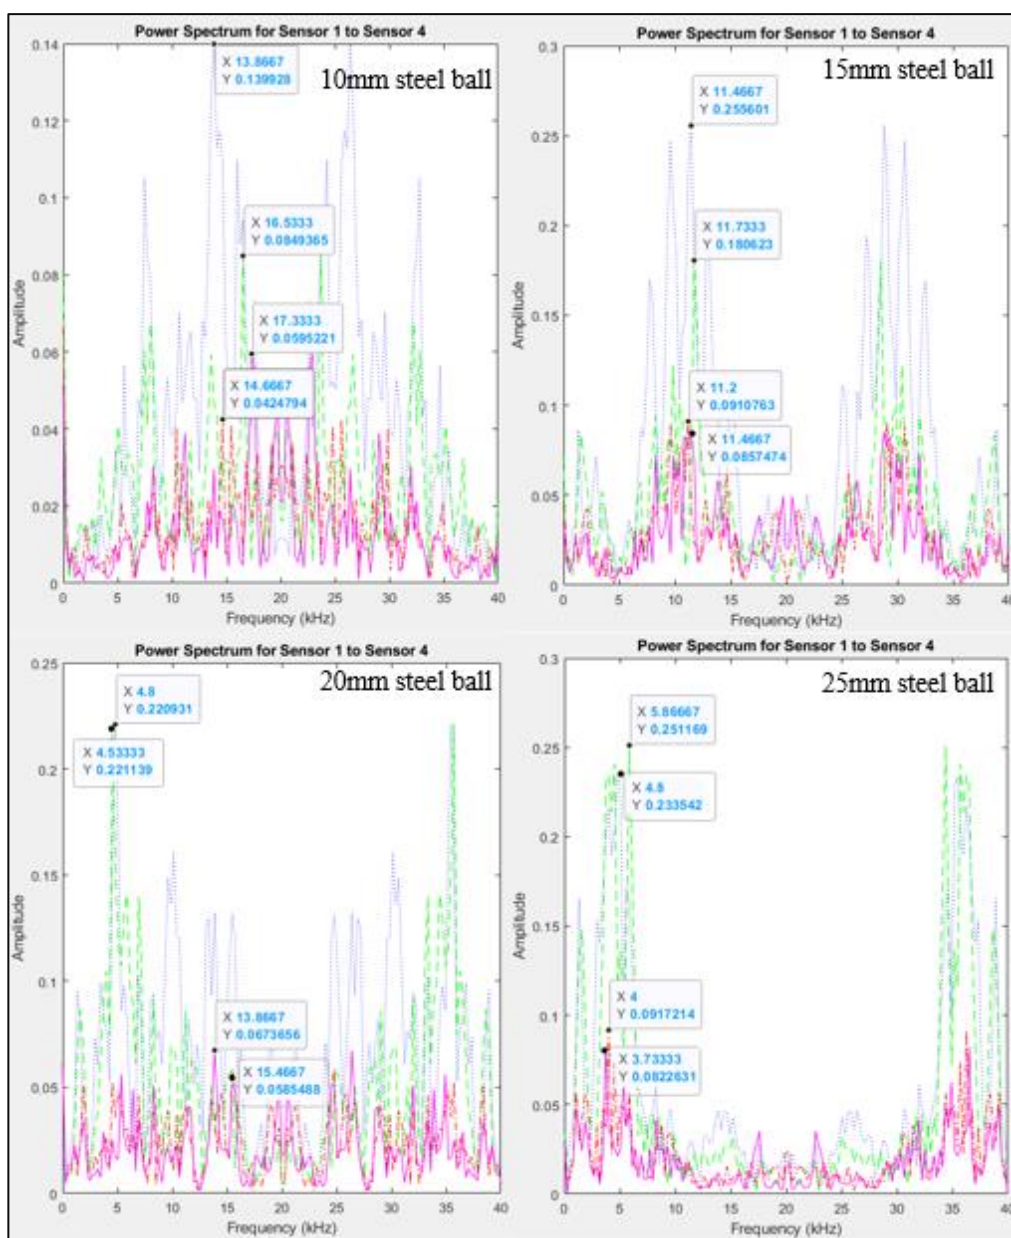 Power Spectrum for Sensor 1 to Sensor 4
10mm steel ball
0.14
0.12
0.1
0.08
0.06
0.04
0.02
0
Amplitude
X 13.8667
Y 0.139928
X 16.5333
Y 0.0849365
X 17.3333
Y 0.0595221
X 14.6667
Y 0.0424794
0 5 10 15 20 25 30 35 40
Frequency (kHz)
Power Spectrum for Sensor 1 to Sensor 4
15mm steel ball
0.3
0.25
0.2
0.15
0.1
0.05
0
Amplitude
X 11.4667
Y 0.255601
X 11.7333
Y 0.180623
X 11.2
Y 0.0910763
X 11.4667
Y 0.0857474
0 5 10 15 20 25 30 35 40
Frequency (kHz)
Power Spectrum for Sensor 1 to Sensor 4
20mm steel ball
0.25
0.2
0.15
0.1
0.05
0
Amplitude
X 4.8
Y 0.220931
X 4.53333
Y 0.221139
X 13.8667
Y 0.0673656
X 15.4667
Y 0.0585488
0 5 10 15 20 25 30 35 40
Frequency (kHz)
Power Spectrum for Sensor 1 to Sensor 4
25mm steel ball
0.3
0.25
0.2
0.15
0.1
0.05
0
Amplitude
X 5.86667
Y 0.251169
X 4.8
Y 0.233542
X 4
Y 0.0917214
X 3.73333
Y 0.0822631
0 5 10 15 20 25 30 35 40
Frequency (kHz)